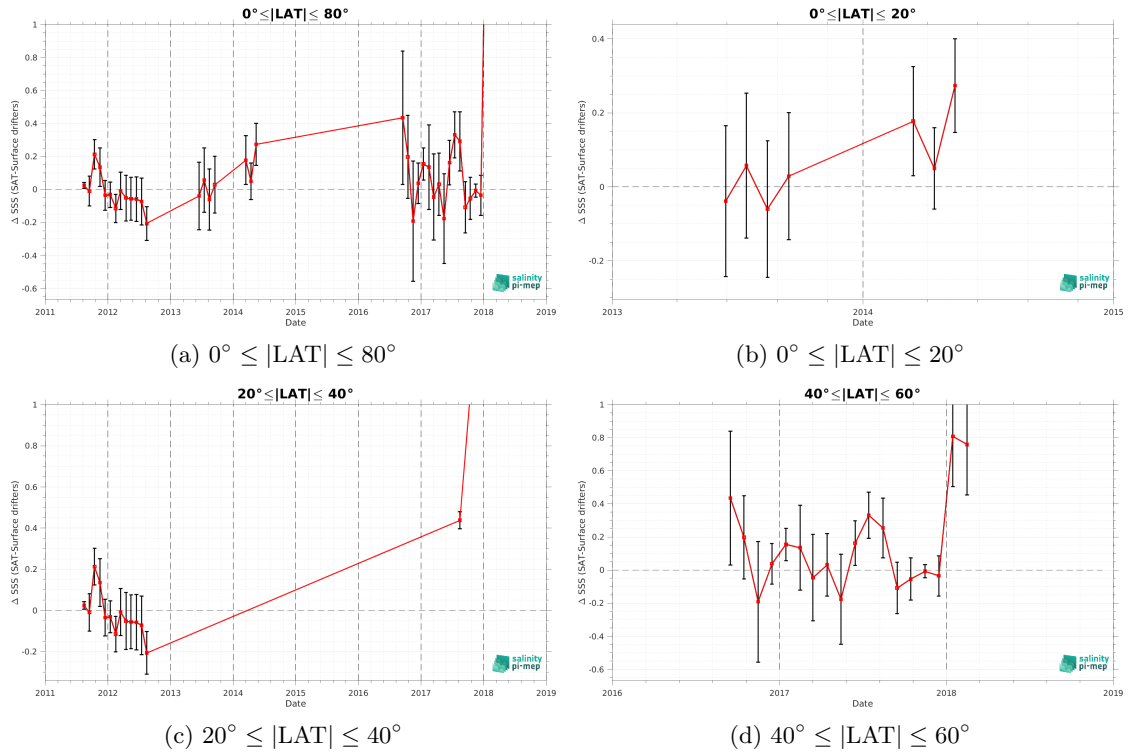 0°≤|LAT|≤ 80°
Δ SSS (SAT-Surface drifters)
1
0.8
0.6
0.4
0.2
0
-0.2
-0.4
-0.6
2011 2012 2013 2014 2015 2016 2017 2018 2019
Date
salinity
pi-mep
(a) 0° ≤ |LAT| ≤ 80°
0°≤|LAT|≤ 20°
Δ SSS (SAT-Surface drifters)
0.4
0.2
0
-0.2
2013 2014 2015
Date
salinity
pi-mep
(b) 0° ≤ |LAT| ≤ 20°
20°≤|LAT|≤ 40°
Δ SSS (SAT-Surface drifters)
1
0.8
0.6
0.4
0.2
0
-0.2
2011 2012 2013 2014 2015 2016 2017 2018 2019
Date
salinity
pi-mep
(c) 20° ≤ |LAT| ≤ 40°
40°≤|LAT|≤ 60°
Δ SSS (SAT-Surface drifters)
1
0.8
0.6
0.4
0.2
0
-0.2
-0.4
-0.6
2016 2017 2018 2019
Date
salinity
pi-mep
(d) 40° ≤ |LAT| ≤ 60°